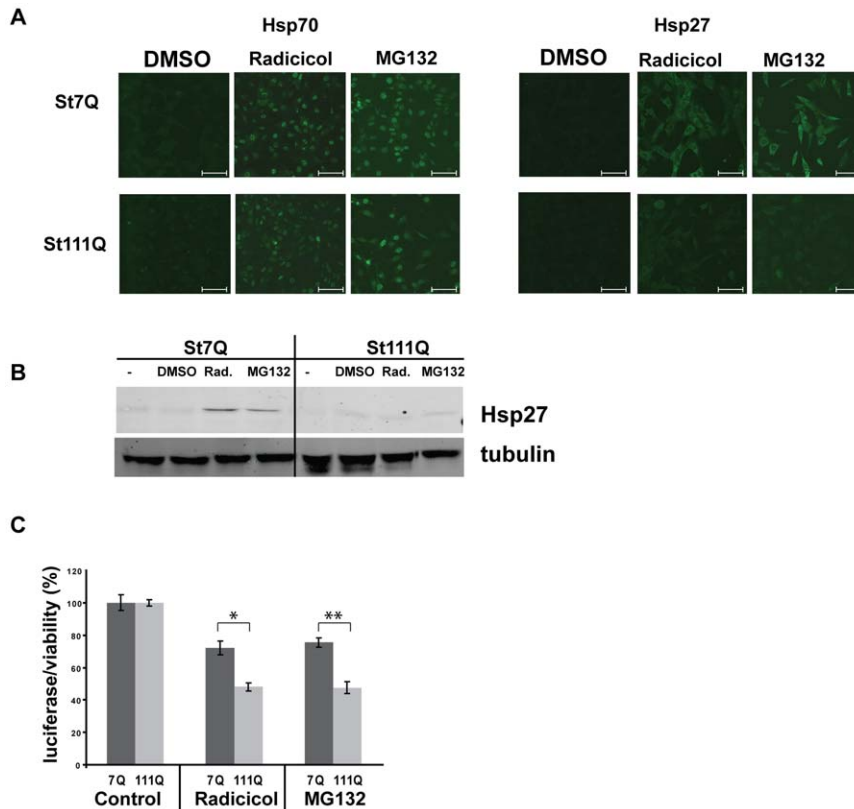 A
Hsp70
Hsp27
DMSO Radicicol MG132
DMSO Radicicol MG132
St7Q
St111Q
B
St7Q St111Q
- DMSO Rad. MG132 - DMSO Rad. MG132
Hsp27
tubulin
C
luciferase/viability (%)
120
100
80
60
40
20
0
*
**
7Q 111Q 7Q 111Q 7Q 111Q
Control Radicicol MG132